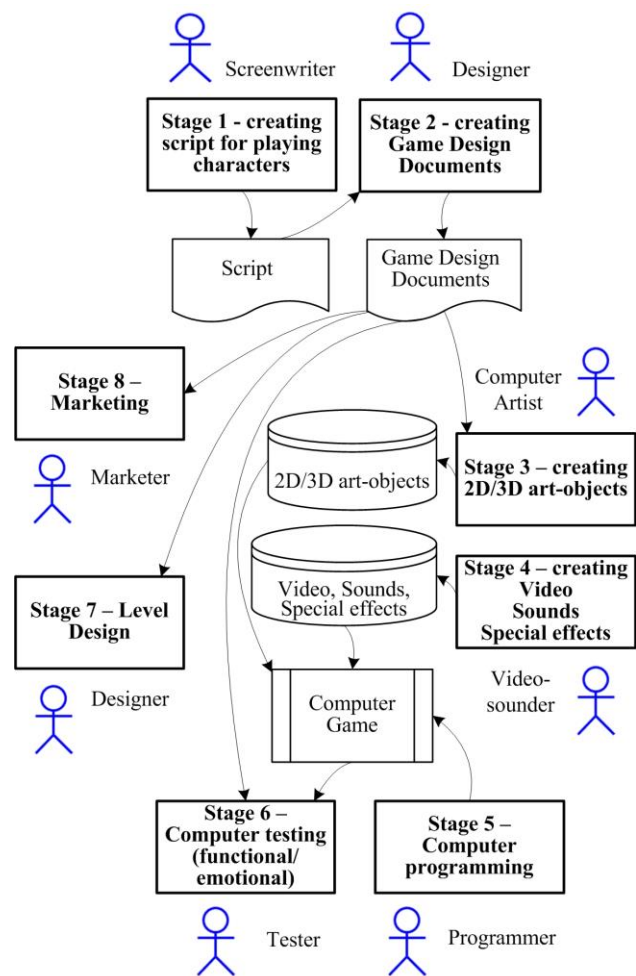 Screenwriter
Designer
Stage 1 - creating
script for playing
characters
Stage 2 - creating
Game Design
Documents
Script
Game Design
Documents
Stage 8 –
Marketing
Marketer
Computer
Artist
2D/3D art-objects
Stage 3 – creating
2D/3D art-objects
Video, Sounds,
Special effects
Stage 4 – creating
Video
Sounds
Special effects
Stage 7 – Level
Design
Designer
Video-
sounder
Computer
Game
Stage 6 –
Computer testing
(functional/
emotional)
Stage 5 –
Computer
programming
Tester
Programmer